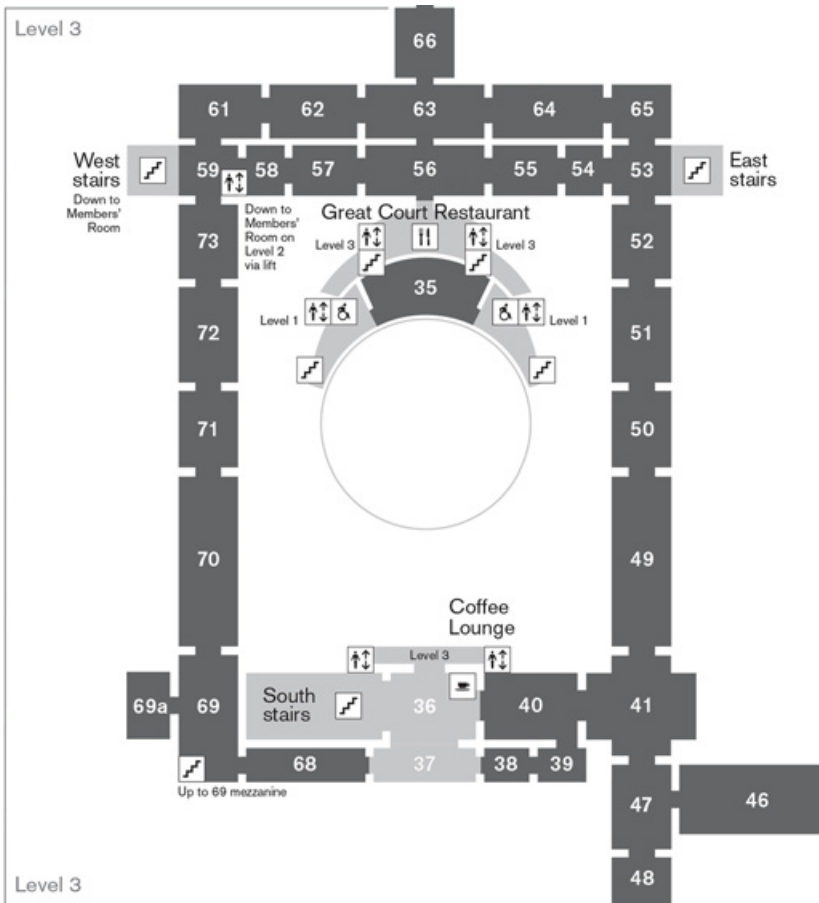 Level 3
66
61 62 63 64 65
West
stairs
Down to
Members'
Room
59 58 57 56 55 54 53
East
stairs
Down to
Members'
Room on
Level 2
via lift
Great Court Restaurant
Level 3
Level 3
73
52
35
Level 1
Level 1
72
51
71
50
70
49
Coffee
Lounge
Level 3
69a
69
South
stairs
36
40
41
68
37
38
39
Up to 69 mezzanine
47
46
48
Level 3